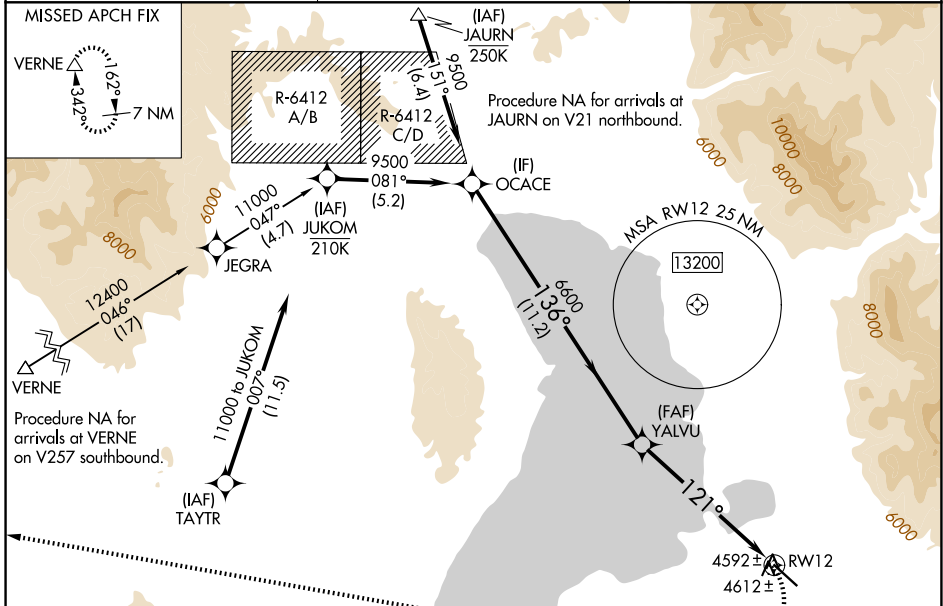 MISSED APCH FIX
VERNE
162°
342°
7 NM
R-6412
A/B
R-6412
C/D
(IAF)
JAURN
250K
9500
151°
(6.4)
Procedure NA for arrivals at
JAURN on V21 northbound.
6000
10000
8000
9500
081°
(5.2)
(IF)
OCACE
(IAF)
JUKOM
210K
11000
047°
(4.7)
6000
8000
JEGRA
12400
046°
(17)
VERNE
Procedure NA for
arrivals at VERNE
on V257 southbound.
11000 to JUKOM
007°
(11.5)
(IAF)
TAYTR
MSA RW12 25 NM
13200
6600
136°
(11.2)
8000
(FAF)
YALVU
121°
6000
4592 ±
RW12
4612 ±